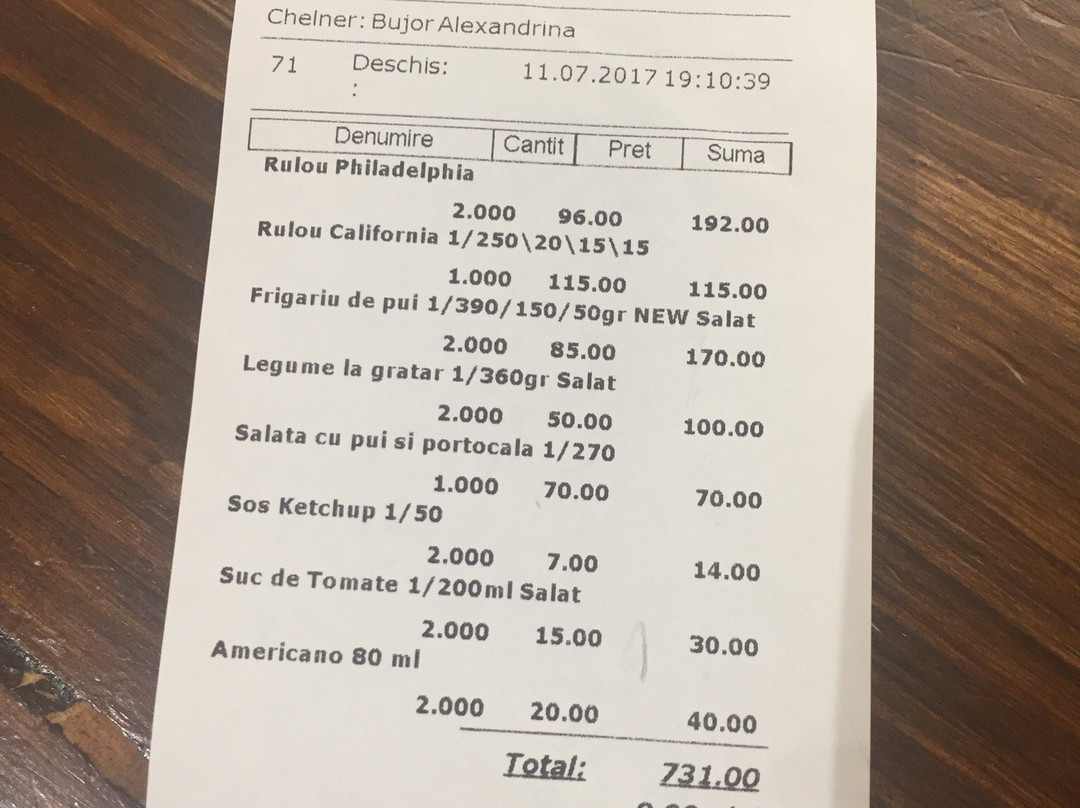 Chelner: Bujor Alexandrina
71 Deschis: 11.07.2017 19:10:39
:
Denumire Cantit Pret Suma
Rulou Philadelphia
2.000 96.00 192.00
Rulou California 1/250\20\15\15
1.000 115.00 115.00
Frigariu de pui 1/390/150/50gr NEW Salat
2.000 85.00 170.00
Legume la gratar 1/360gr Salat
2.000 50.00 100.00
Salata cu pui si portocala 1/270
1.000 70.00 70.00
Sos Ketchup 1/50
2.000 7.00 14.00
Suc de Tomate 1/200ml Salat
2.000 15.00 30.00
Americano 80 ml
2.000 20.00 40.00
Total: 731.00